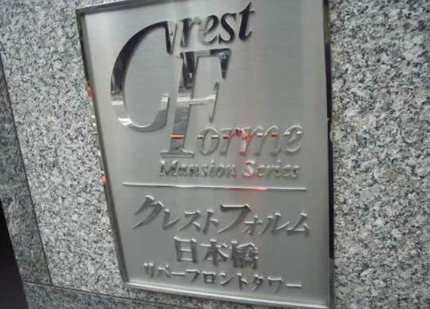 Crest
Forme
Mansion Series
クレストフォルム
日本橋
リバーフロントタワー